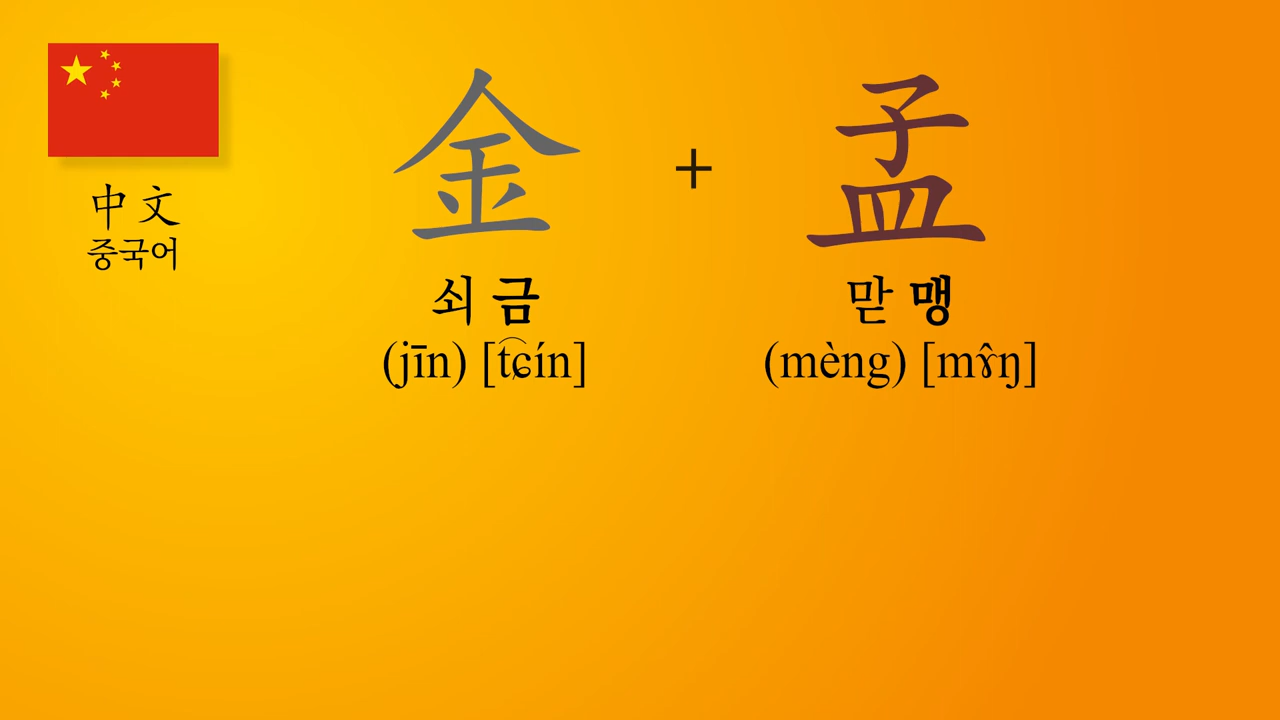 金 + 孟
中文
중국어
쇠 금
맏 맹
(jīn) [t͡ɕín]
(mèng) [mɤ̂ŋ]